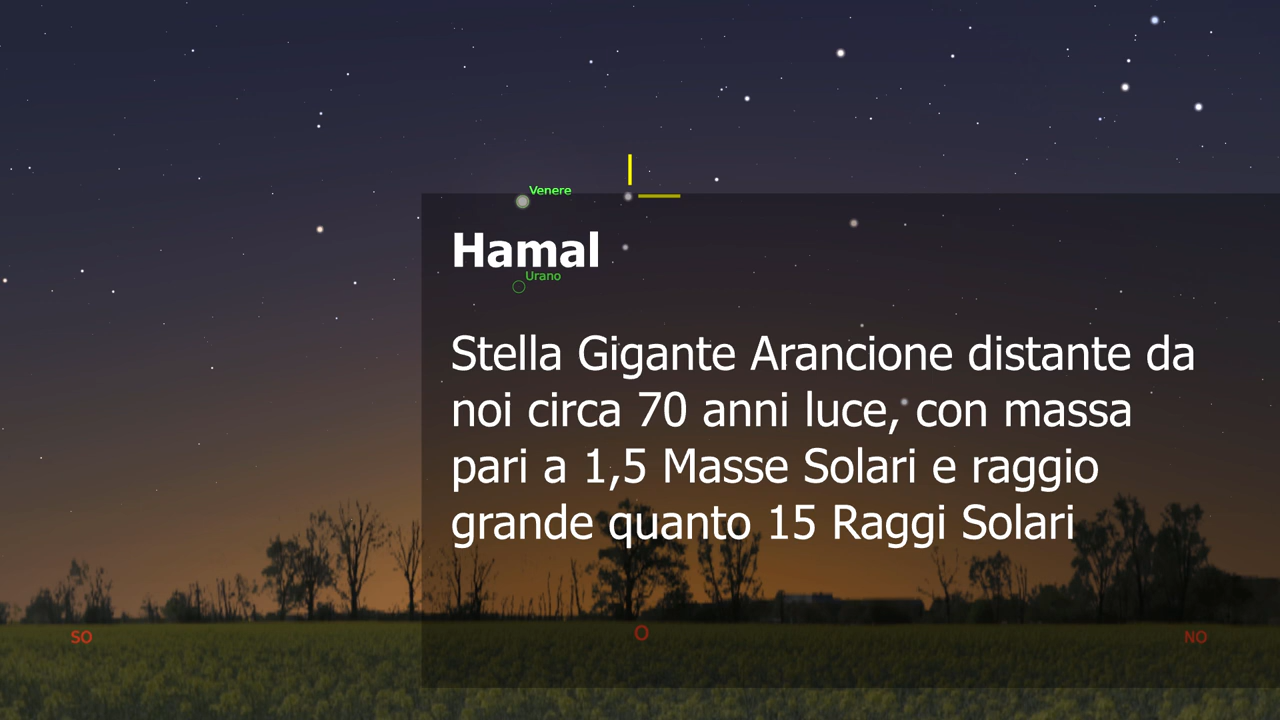 Venere
Hamal
Urano
Stella Gigante Arancione distante da
noi circa 70 anni luce, con massa
pari a 1,5 Masse Solari e raggio
grande quanto 15 Raggi Solari
SO
O
NO